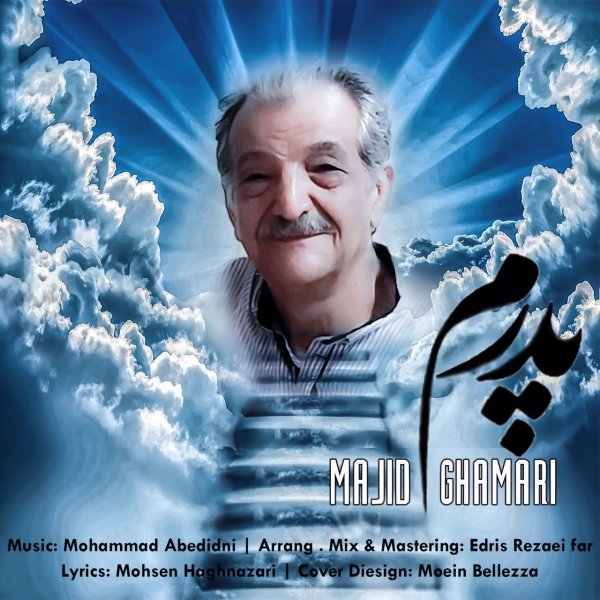 پدرم
MAJID GHAMARI
Music: Mohammad Abedidni | Arrang . Mix & Mastering: Edris Rezaei far
Lyrics: Mohsen Haghnazari | Cover Diesign: Moein Bellezza